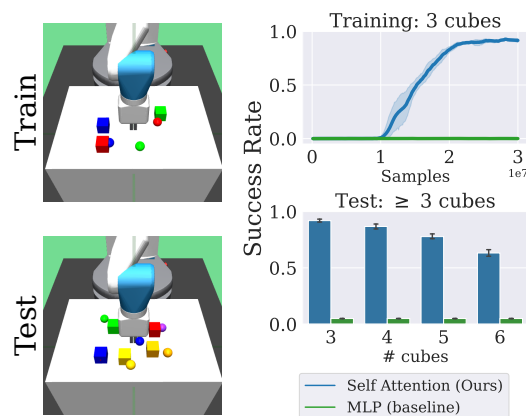 Train
Test
Success Rate
Training: 3 cubes
1.0
0.5
0.0
0
1
2
3
Samples
1e7
Test: ≥ 3 cubes
1.0
0.5
0.0
3
4
5
6
# cubes
Self Attention (Ours)
MLP (baseline)